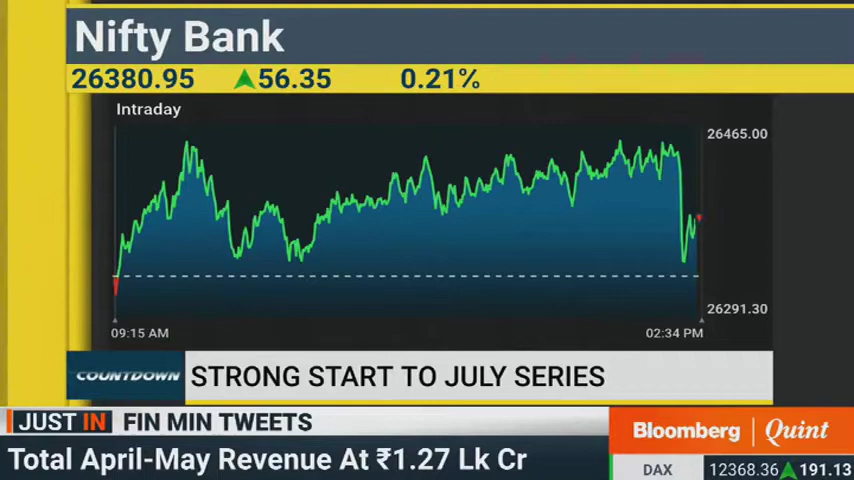 Nifty Bank
26380.95 56.35 0.21%
Intraday
26465.00
26291.30
09:15 AM 02:34 PM
COUNTDOWN STRONG START TO JULY SERIES
JUST IN FIN MIN TWEETS
Total April-May Revenue At ₹1.27 Lk Cr
Bloomberg | Quint
DAX 12368.36 191.13